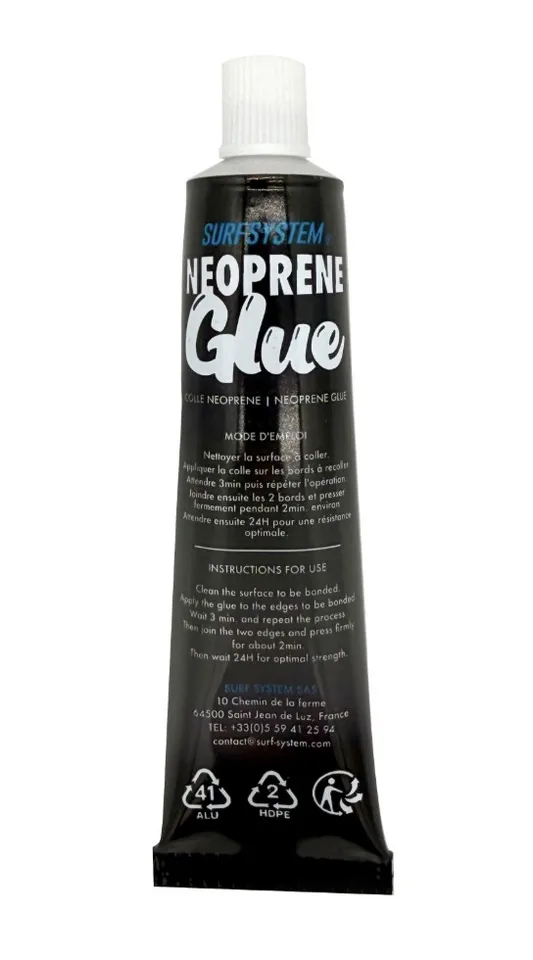 SURFSYSTEM
NEOPRENE
Glue
COLLE NEOPRENE | NEOPRENE GLUE
MODE D'EMPLOI
Nettoyer la surface à coller.
Appliquer la colle sur les bords à recoller
Attendre 3min puis répéter l'opération.
Joindre ensuite les 2 bords et presser
fermement pendant 2min. environ
Attendre ensuite 24H pour une résistance
optimale.
INSTRUCTIONS FOR USE
Clean the surface to be bonded.
Apply the glue to the edges to be bonded
Wait 3 min. and repeat the process.
Then join the two edges and press firmly
for about 2min.
Then wait 24H for optimal strength.
SURF SYSTEM SAS
10 Chemin de la ferme
64500 Saint Jean de Luz, France
TEL: +33(0)5 59 41 25 94
contact@surf-system.com
41 2
ALU HDPE